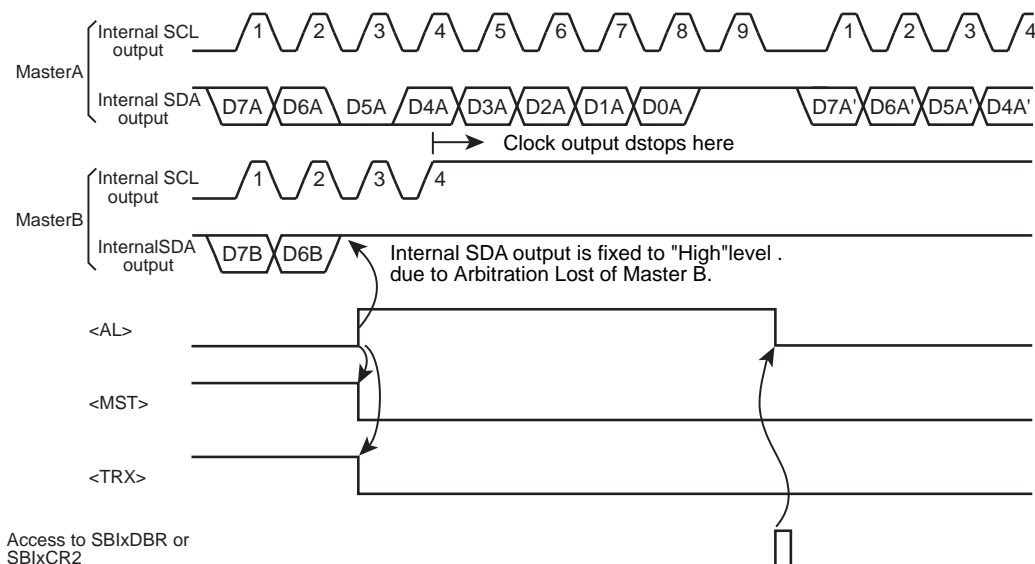 Internal SCL
output
1 2 3 4 5 6 7 8 9 1 2 3 4
MasterA
Internal SDA
output
D7A D6A D5A D4A D3A D2A D1A D0A D7A' D6A' D5A' D4A'
Clock output dstops here
Internal SCL
output
1 2 3 4
MasterB
InternalSDA
output
D7B D6B
Internal SDA output is fixed to "High"level .
due to Arbitration Lost of Master B.
<AL>
<MST>
<TRX>
Access to SBIxDBR or
SBIxCR2